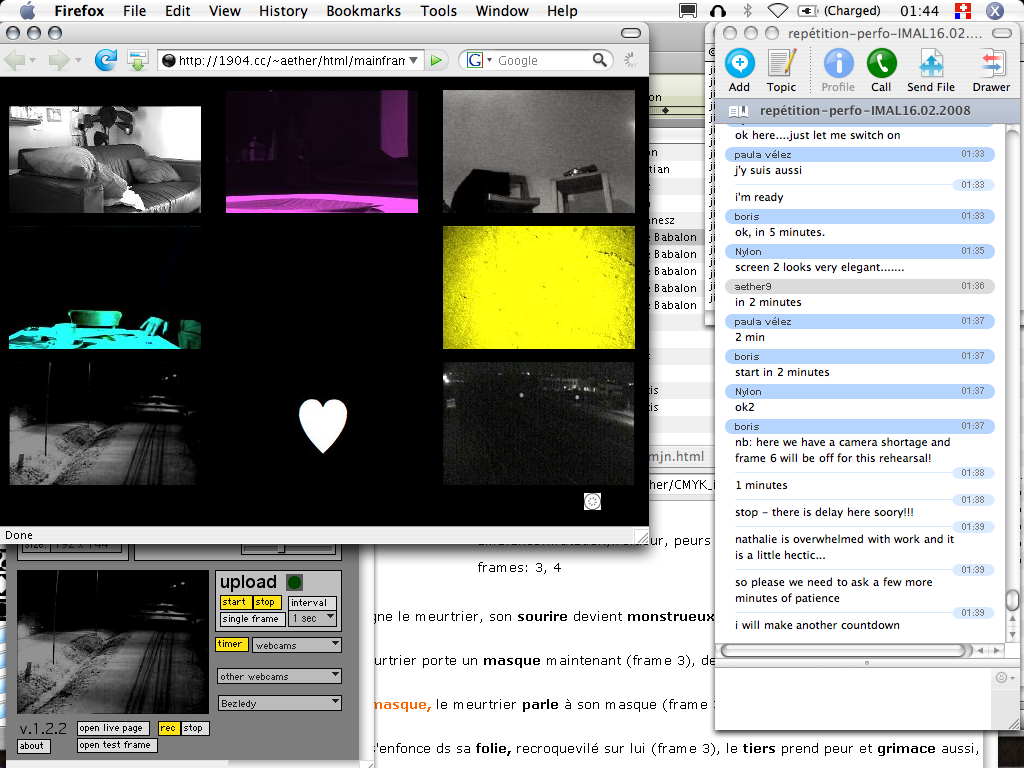 Firefox File Edit View History Bookmarks Tools Window Help (Charged) 01:44
http://1904.cc/~aether/html/mainfram
Google
Done
upload
start stop interval
single frame 1 sec
timer webcams
other webcams
Bezledy
v.1.2.2 open live page rec stop
about open test frame
on
on
tian
nnesz
e Babalon
e Babalon
e Babalon
e Babalon
e Babalon
tis
tis
mjn.html
her/CMYK_i
ur, peurs
frames: 3, 4
gne le meurtrier, son sourire devient monstrueux
urtrier porte un masque maintenant (frame 3), de
masque, le meurtrier parle à son masque (frame
s'enfonce ds sa folie, recroquevilé sur lui (frame 3), le tiers prend peur et grimace aussi,
répétition-perfo-IMAL16.02....
Add Topic Profile Call Send File Drawer
répétition-perfo-IMAL16.02.2008
ok here....just let me switch on
paula vélez 01:33
j'y suis aussi
01:33
i'm ready
boris 01:33
ok, in 5 minutes.
Nylon 01:35
screen 2 looks very elegant.......
aether9 01:36
in 2 minutes
paula vélez 01:37
2 min
boris 01:37
start in 2 minutes
Nylon 01:37
ok2
boris 01:37
nb: here we have a camera shortage and
frame 6 will be off for this rehearsal!
01:38
1 minutes
01:38
stop - there is delay here soory!!!
01:39
nathalie is overwhelmed with work and it
is a little hectic...
01:39
so please we need to ask a few more
minutes of patience
01:39
i will make another countdown